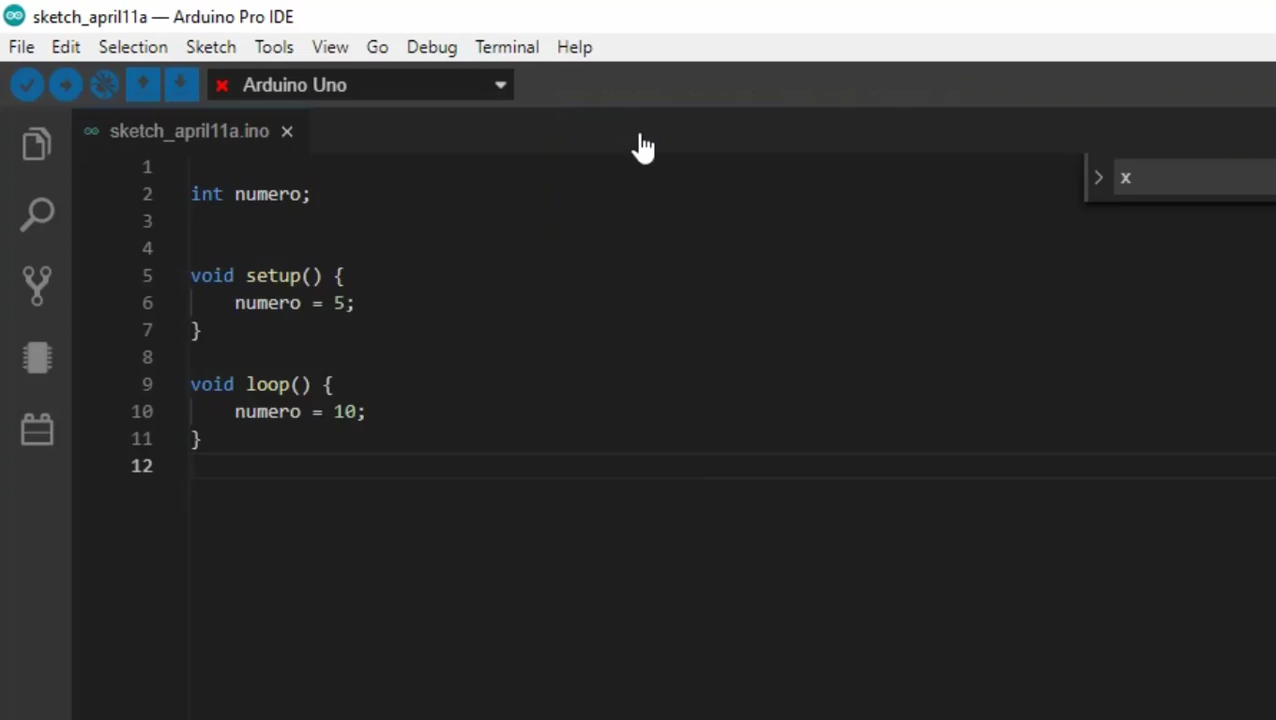 sketch_april11a — Arduino Pro IDE
File Edit Selection Sketch Tools View Go Debug Terminal Help
Arduino Uno
sketch_april11a.ino
x
1
2 int numero;
3
4
5 void setup() {
6 numero = 5;
7 }
8
9 void loop() {
10 numero = 10;
11 }
12